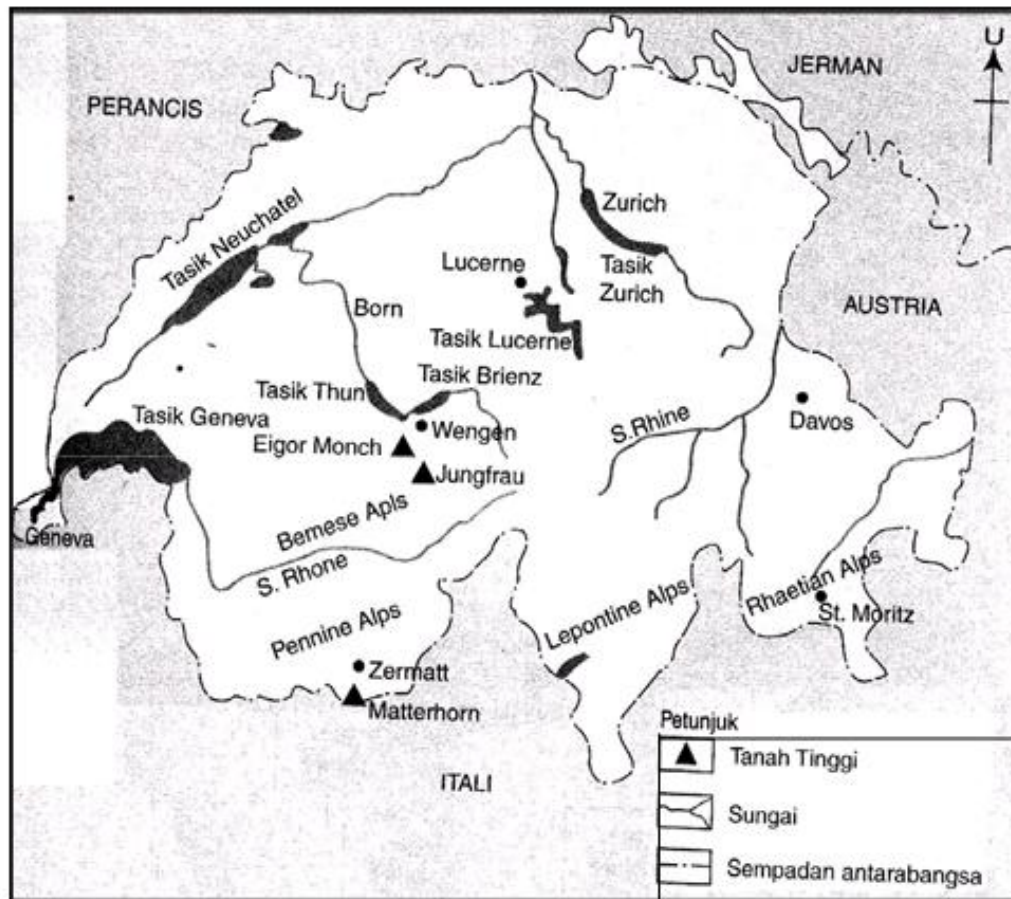 U
JERMAN
PERANCIS
Zurich
Tasik Neuchatel
Lucerne
Tasik
Zurich
AUSTRIA
Born
Tasik Lucerne
Tasik Brienz
Tasik Thun
Davos
Tasik Geneva
Wengen
S.Rhine
Eigor Monch
Jungfrau
Bernese Apls
Geneva
S. Rhone
Rhaetian Alps
Lepontine Alps
St. Moritz
Pennine Alps
Zermatt
Matterhorn
Petunjuk
Tanah Tinggi
ITALI
Sungai
Sempadan antarabangsa